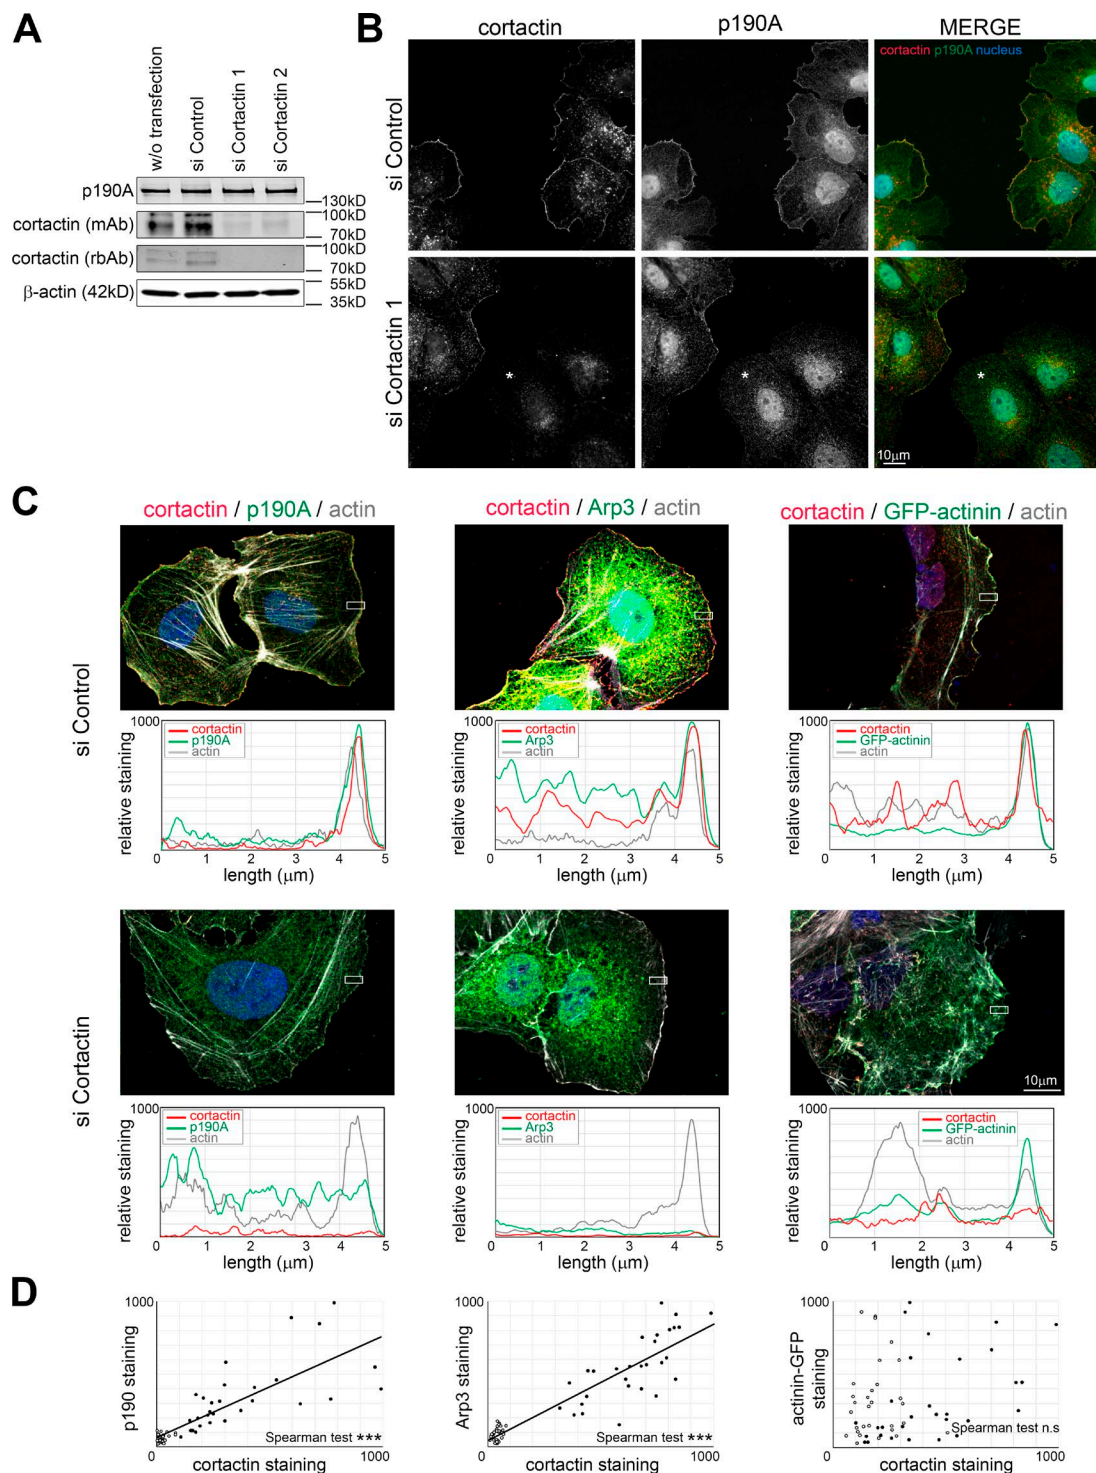 A
w/o transfection
si Control
si Cortactin 1
si Cortactin 2
p190A
130kD
cortactin (mAb)
100kD
70kD
cortactin (rbAb)
100kD
70kD
β-actin (42kD)
55kD
35kD
B
cortactin
p190A
MERGE
cortactin p190A nucleus
si Control
si Cortactin 1
*
*
*
10μm
C
si Control
cortactin / p190A / actin
cortactin / Arp3 / actin
cortactin / GFP-actinin / actin
1000
relative staining
cortactin
p190A
actin
0 1 2 3 4 5
length (μm)
1000
relative staining
cortactin
Arp3
actin
0 1 2 3 4 5
length (μm)
1000
relative staining
cortactin
GFP-actinin
actin
0 1 2 3 4 5
length (μm)
si Cortactin
10μm
1000
relative staining
cortactin
p190A
actin
0 1 2 3 4 5
length (μm)
1000
relative staining
cortactin
Arp3
actin
0 1 2 3 4 5
length (μm)
1000
relative staining
cortactin
GFP-actinin
actin
0 1 2 3 4 5
length (μm)
D
1000
p190 staining
0
Spearman test ***
0 cortactin staining 1000
1000
Arp3 staining
0
Spearman test ***
0 cortactin staining 1000
1000
actinin-GFP
staining
0
Spearman test n.s
0 cortactin staining 1000